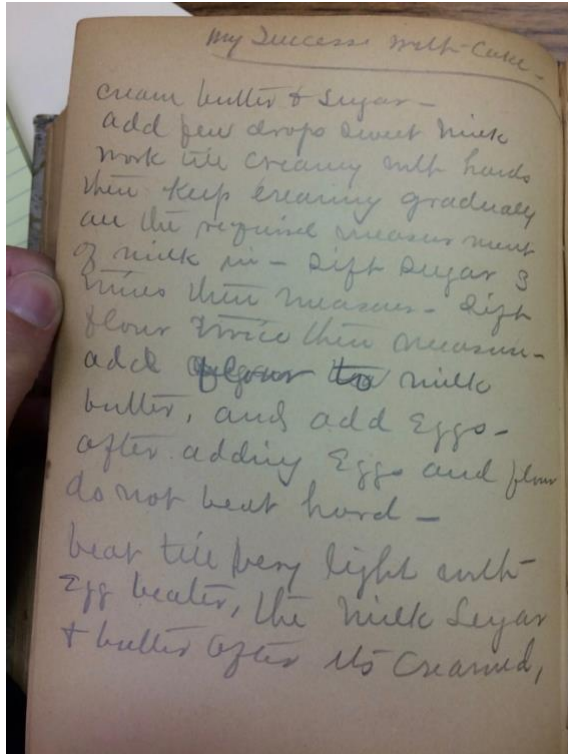 My Success with Cake -
cream butter & Sugar -
add few drops sweet milk
work till creamy with hands
then keep creaming gradually
all the required measurement
of milk in - Sift Sugar 3
times then measure - Sift
flour twice then measure -
add flour to milk
butter, and add Eggs -
after adding Eggs and flour
do not beat hard -
beat till very light with
Egg beater, the milk Sugar
& butter after its Creamed,